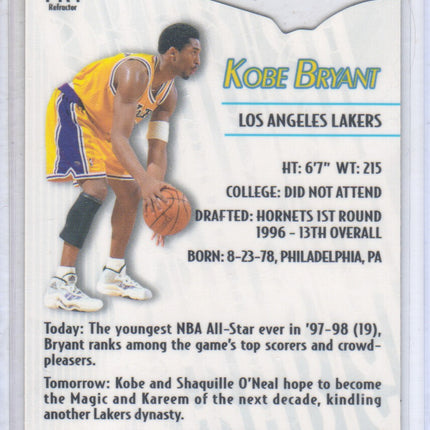 Refractor
KOBE BRYANT
LOS ANGELES LAKERS
HT: 6'7" WT: 215
COLLEGE: DID NOT ATTEND
DRAFTED: HORNETS 1ST ROUND
1996 - 13TH OVERALL
BORN: 8-23-78, PHILADELPHIA, PA
Today: The youngest NBA All-Star ever in '97-98 (19),
Bryant ranks among the game's top scorers and crowd-
pleasers.
Tomorrow: Kobe and Shaquille O'Neal hope to become
the Magic and Kareem of the next decade, kindling
another Lakers dynasty.